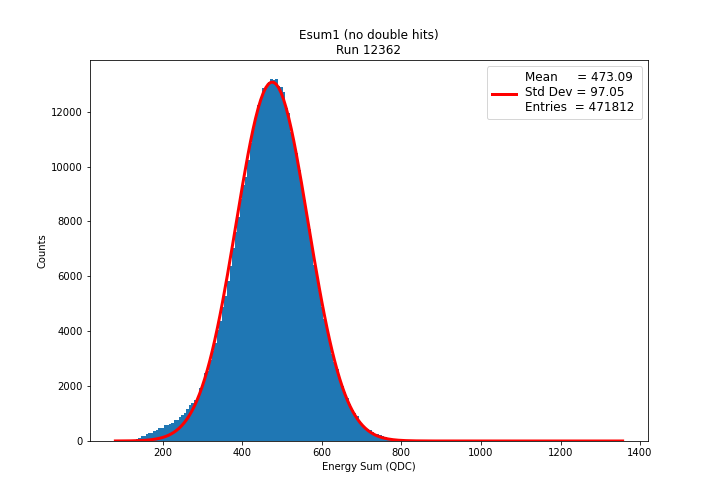 Esum1 (no double hits)
Run 12362
Mean = 473.09
Std Dev = 97.05
Entries = 471812
Counts
12000
10000
8000
6000
4000
2000
0
200
400
600
800
1000
1200
1400
Energy Sum (QDC)